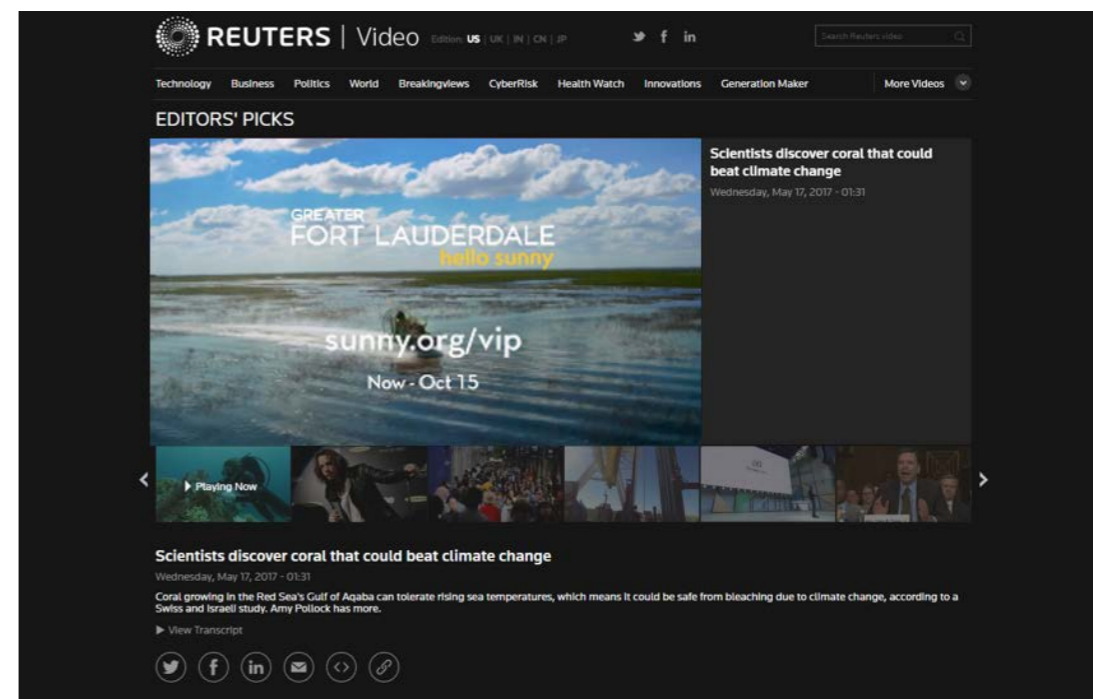 REUTERS | Video Edition: US | UK | IN | CN | JP
Search Reuters video
Technology Business Politics World Breakingviews CyberRisk Health Watch Innovations Generation Maker More Videos
EDITORS' PICKS
GREATER
FORT LAUDERDALE
hello sunny
sunny.org/vip
Now - Oct 15
Scientists discover coral that could
beat climate change
Wednesday, May 17, 2017 - 01:31
Playing Now
Scientists discover coral that could beat climate change
Wednesday, May 17, 2017 - 01:31
Coral growing in the Red Sea's Gulf of Aqaba can tolerate rising sea temperatures, which means it could be safe from bleaching due to climate change, according to a
Swiss and Israeli study. Amy Pollock has more.
View Transcript